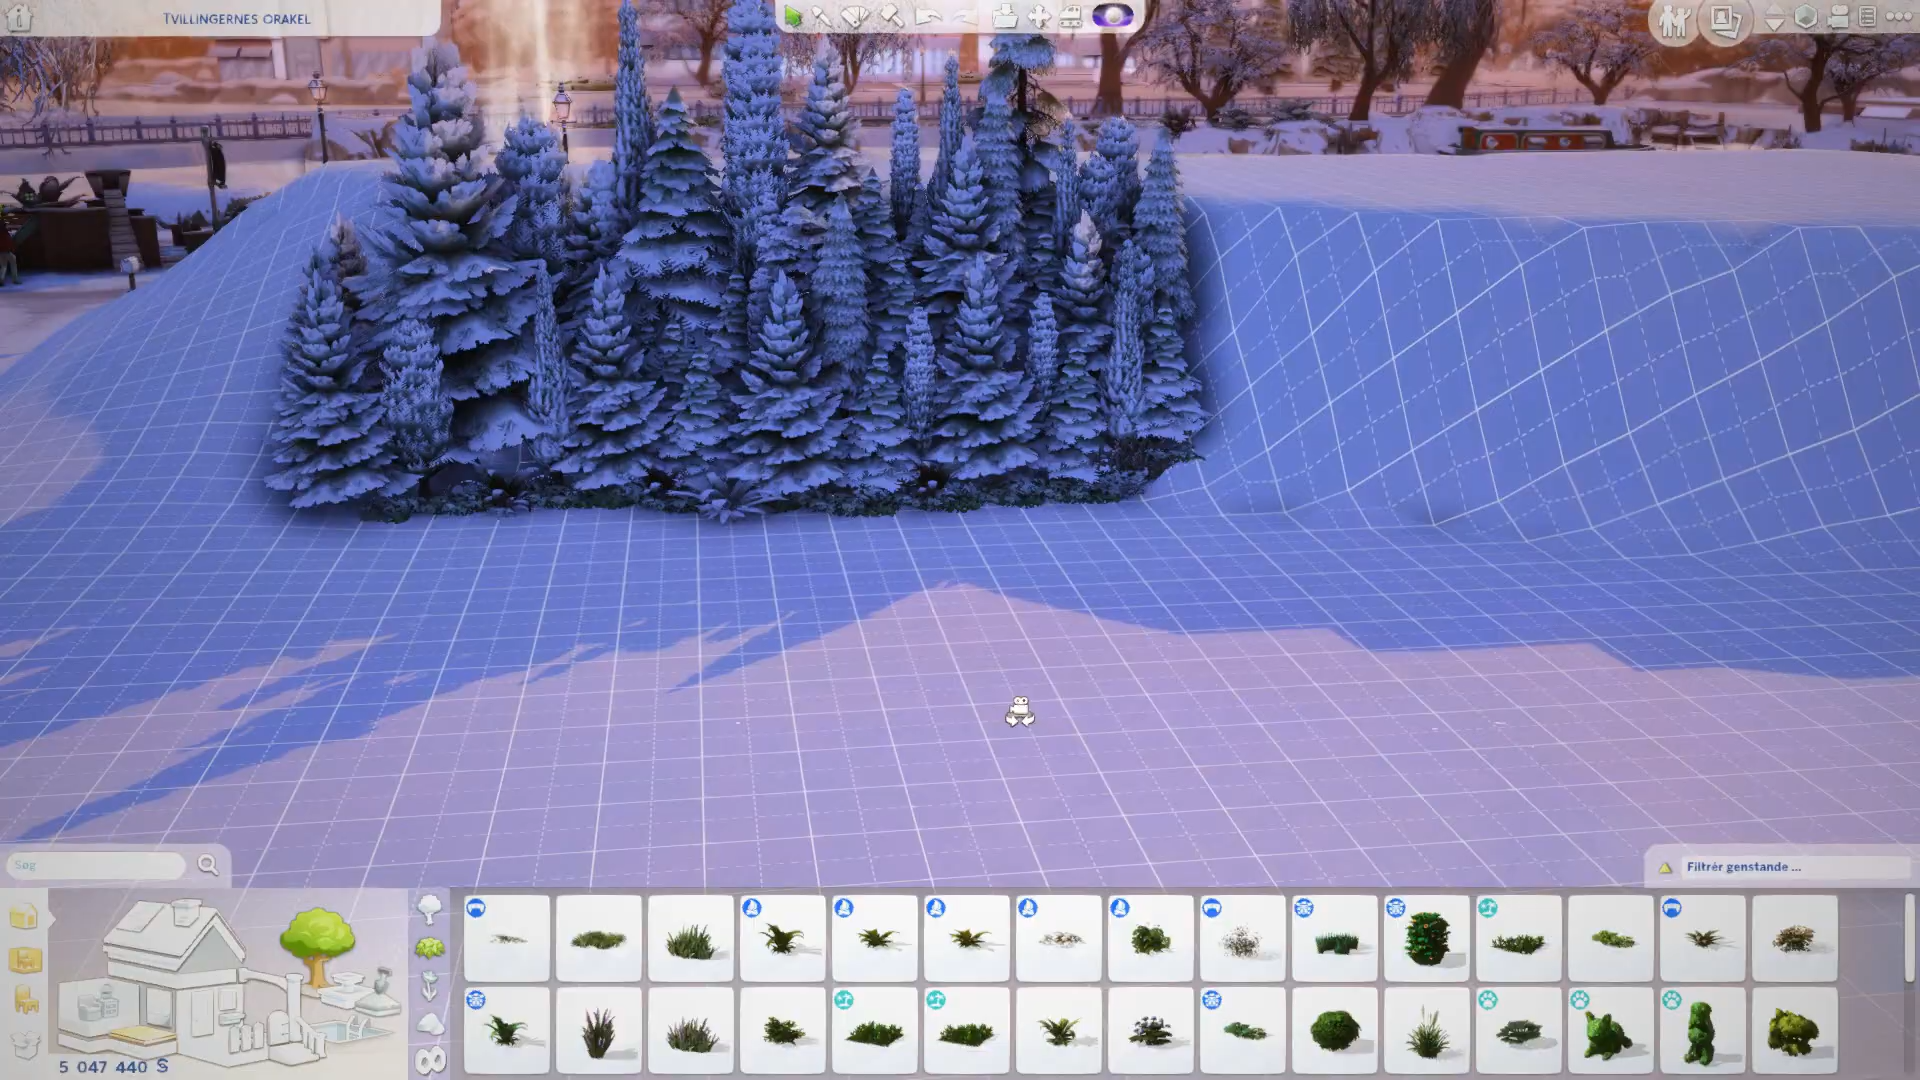 TVILLINGERNES ORAKEL
Søg
Filtrér genstande ...
5 047 440 §